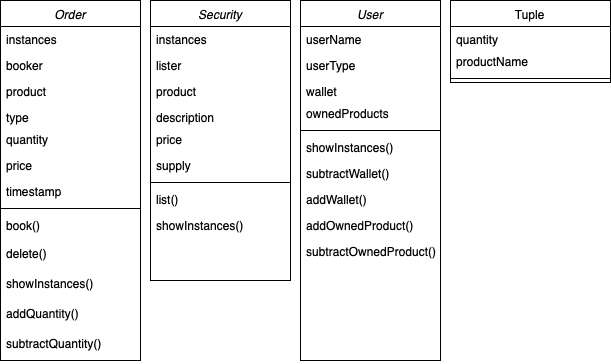 Order
instances
booker
product
type
quantity
price
timestamp
book()
delete()
showInstances()
addQuantity()
subtractQuantity()
Security
instances
lister
product
description
price
supply
list()
showInstances()
User
userName
userType
wallet
ownedProducts
showInstances()
subtractWallet()
addWallet()
addOwnedProduct()
subtractOwnedProduct()
Tuple
quantity
productName